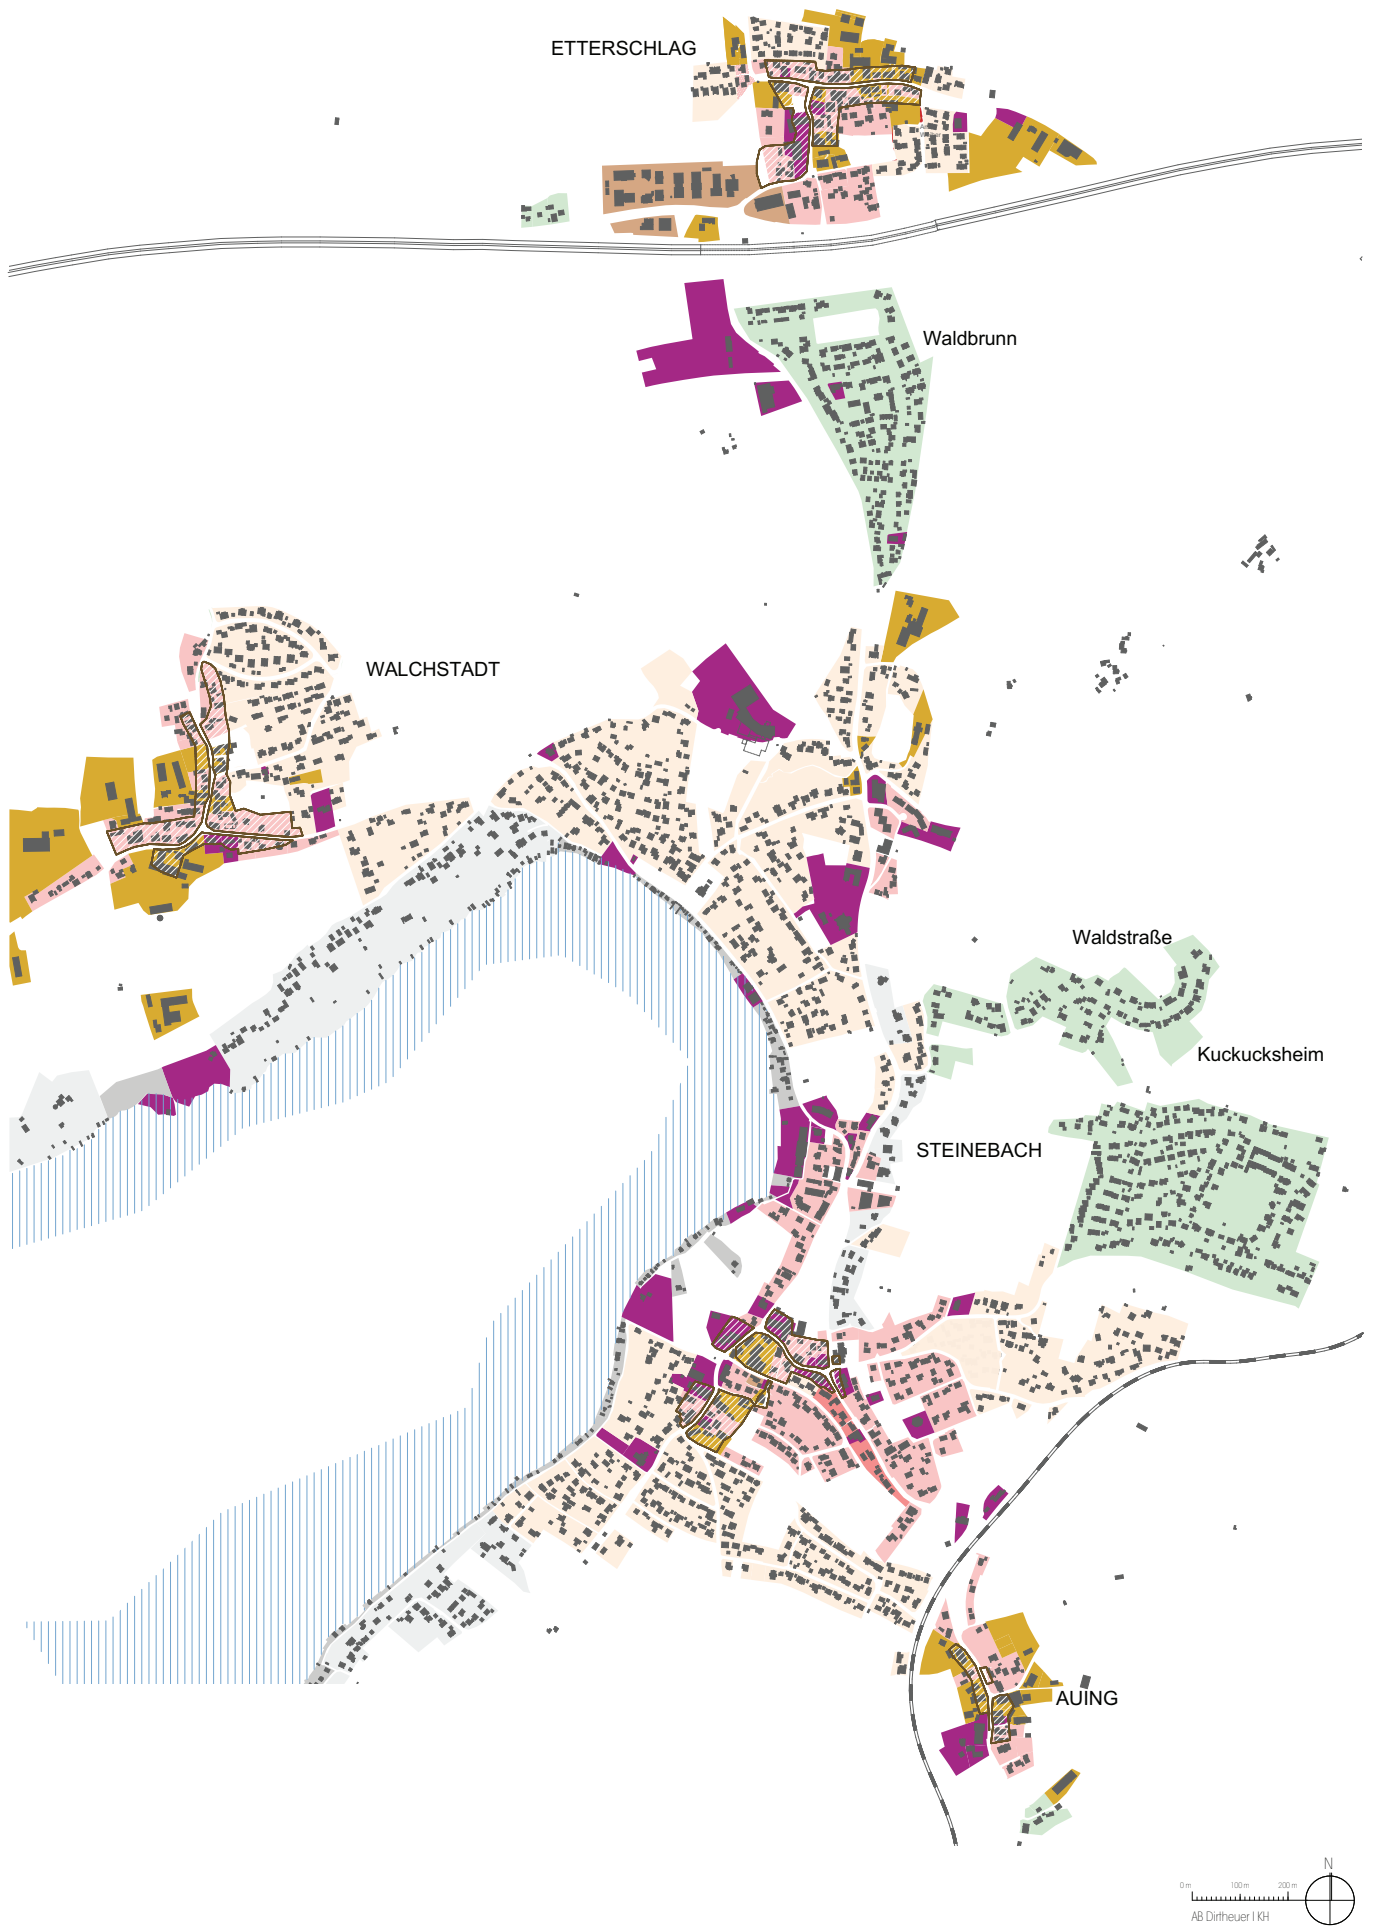 ETTERSCHLAG
Waldbrunn
WALCHSTADT
Waldstraße
Kuckucksheim
STEINEBACH
AUING
N
0 m 100 m 200 m
AB Dirtheuer I KH